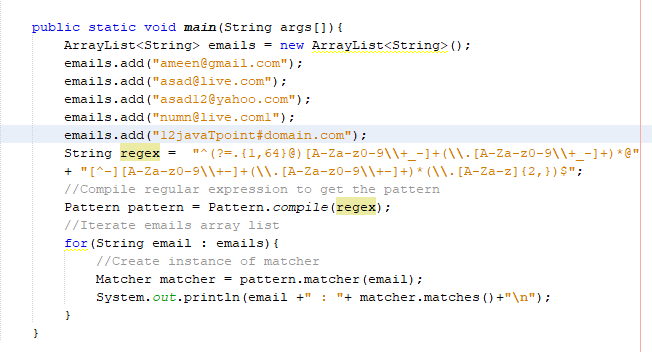 public static void main(String args[]){
ArrayList<String> emails = new ArrayList<String>();
emails.add("ameen@gmail.com");
emails.add("asad@live.com");
emails.add("asad12@yahoo.com");
emails.add("numn@live.com1");
emails.add("12javaTpoint#domain.com");
String regex =  "^(?=.{1,64}@)[A-Za-z0-9\\+_-]+(\\.[A-Za-z0-9\\+_-]+)*@"
+ "[^-][A-Za-z0-9\\+-]+(\\.[A-Za-z0-9\\+-]+)*(\\.[A-Za-z]{2,})$";
//Compile regular expression to get the pattern
Pattern pattern = Pattern.compile(regex);
//Iterate emails array list
for(String email : emails){
//Create instance of matcher
Matcher matcher = pattern.matcher(email);
System.out.println(email +" : "+ matcher.matches()+"\n");
}
}